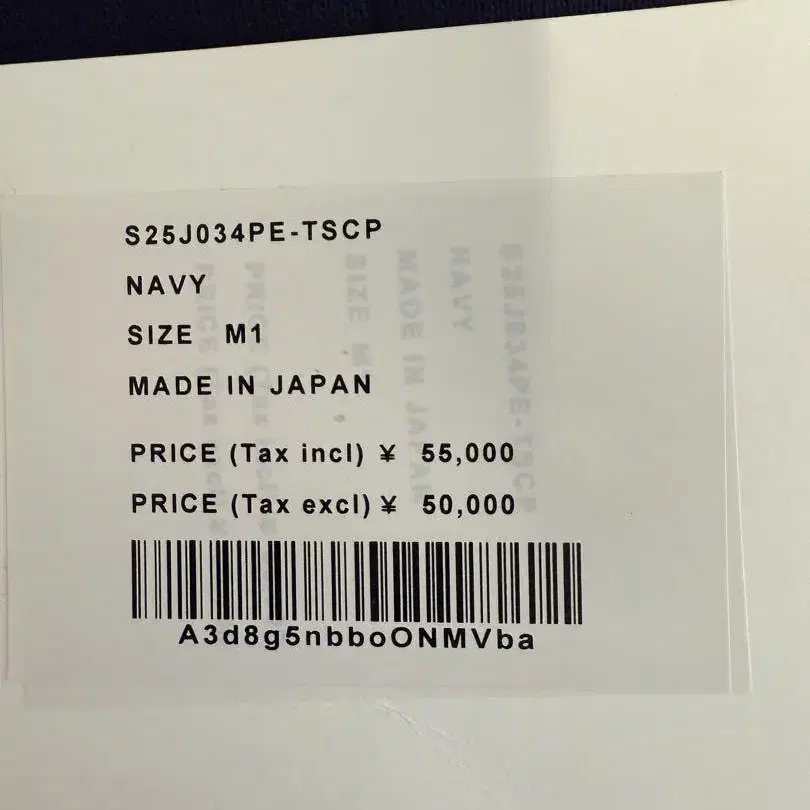 S25J034PE-TSCP
NAVY
SIZE M1
MADE IN JAPAN
PRICE (Tax incl) ¥ 55,000
PRICE (Tax excl) ¥ 50,000
A3d8g5nbboONMVba